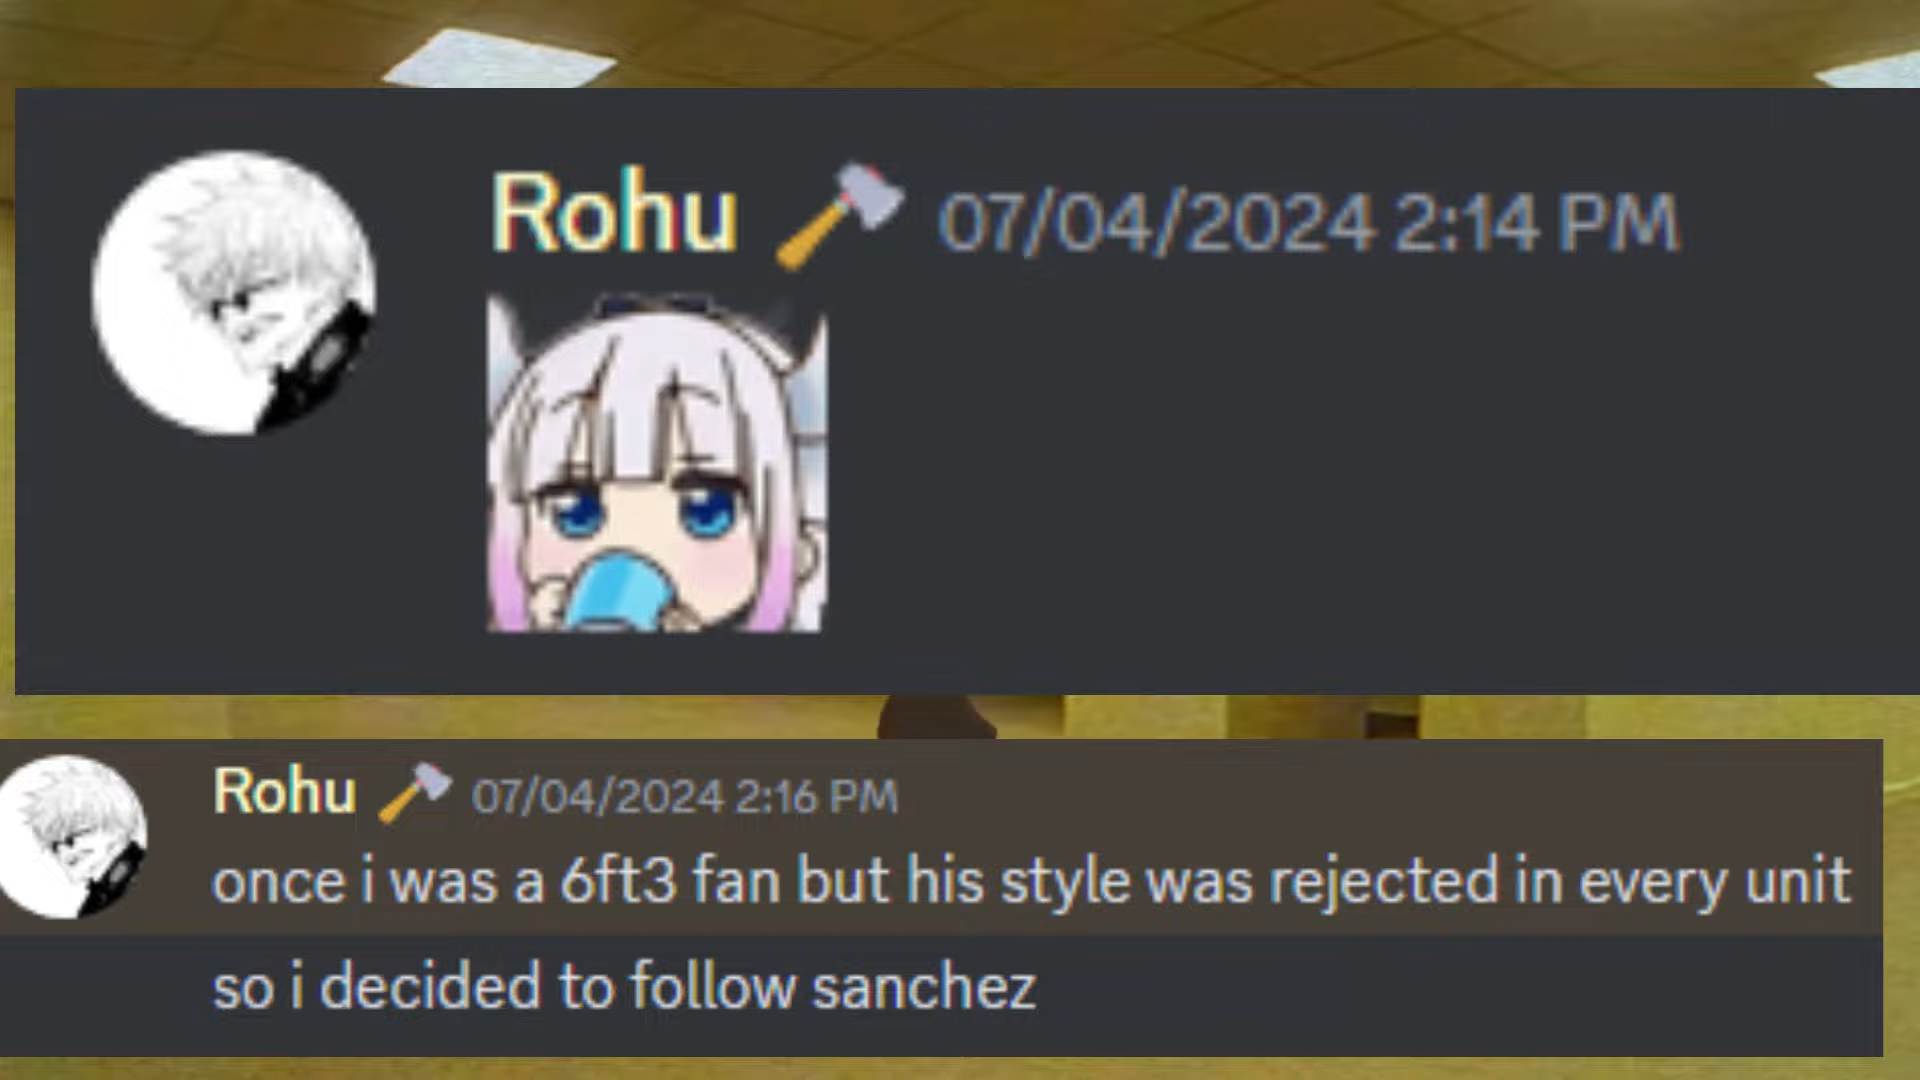 Rohu 🪓 07/04/2024 2:14 PM
Rohu 🪓 07/04/2024 2:16 PM
once i was a 6ft3 fan but his style was rejected in every unit
so i decided to follow sanchez